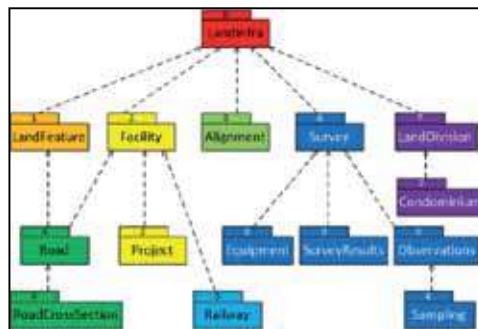 LandInfra
LandFeature
Facility
Alignment
Survey
LandDivision
Condominium
Road
Project
Equipment
SurveyResults
Observations
RoadCrossSection
Railway
Sampling